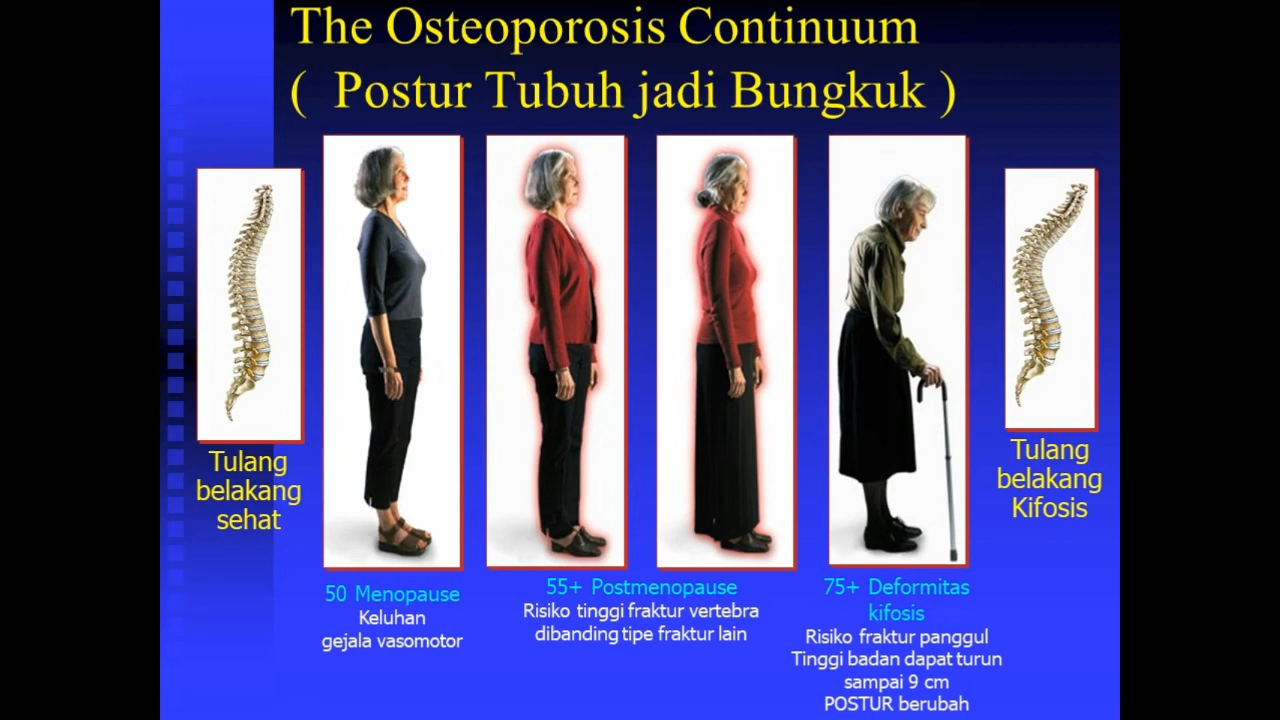 The Osteoporosis Continuum
( Postur Tubuh jadi Bungkuk )
Tulang
belakang
sehat
50 Menopause
Keluhan
gejala vasomotor
55+ Postmenopause
Risiko tinggi fraktur vertebra
dibanding tipe fraktur lain
75+ Deformitas
kifosis
Risiko fraktur panggul
Tinggi badan dapat turun
sampai 9 cm
POSTUR berubah
Tulang
belakang
Kifosis